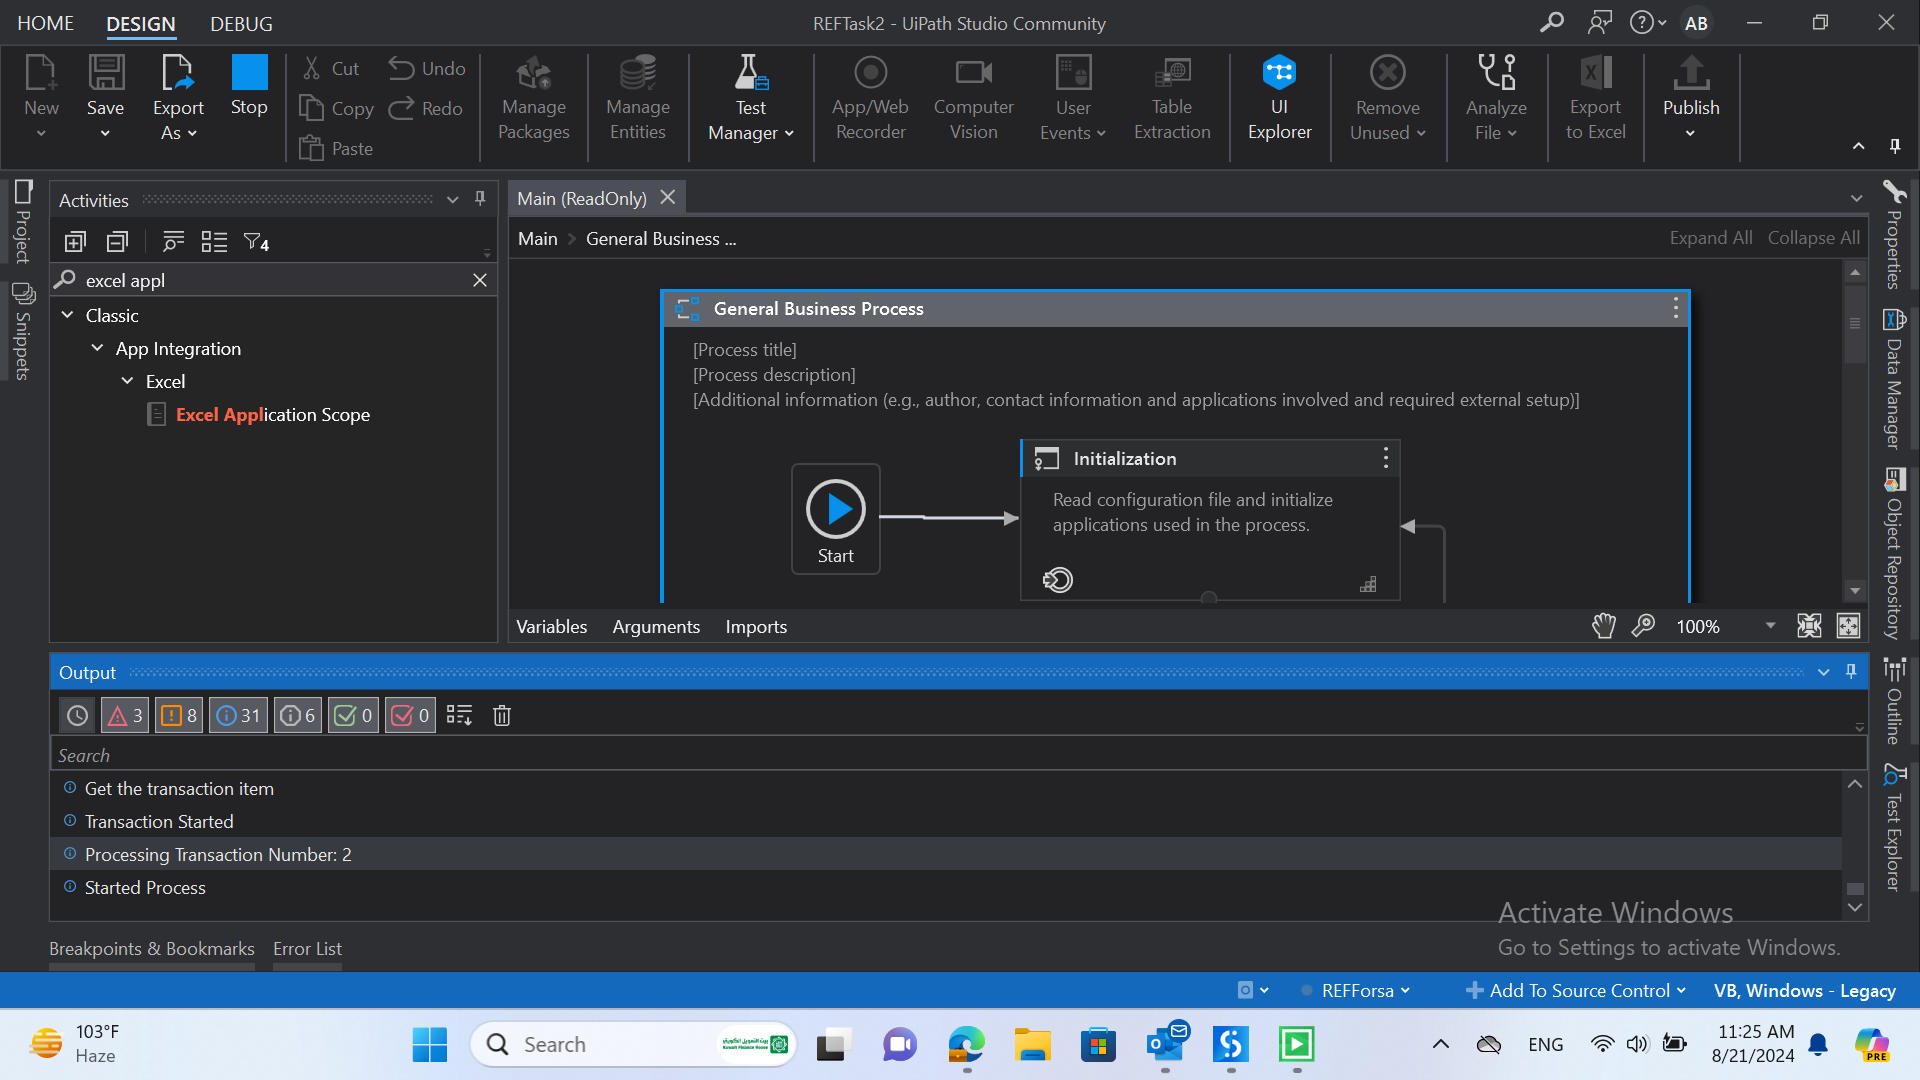 HOME DESIGN DEBUG
REFTask2 - UiPath Studio Community
AB
New
Save
Export As
Stop
Cut
Copy
Paste
Undo
Redo
Manage Packages
Manage Entities
Test Manager
App/Web Recorder
Computer Vision
User Events
Table Extraction
UI Explorer
Remove Unused
Analyze File
Export to Excel
Publish
Project
Snippets
Activities
4
excel appl
Classic
App Integration
Excel
Excel Application Scope
Main (ReadOnly)
Main General Business ...
Expand All Collapse All
General Business Process
[Process title]
[Process description]
[Additional information (e.g., author, contact information and applications involved and required external setup)]
Start
Initialization
Read configuration file and initialize
applications used in the process.
Variables Arguments Imports
100%
Properties
Data Manager
Object Repository
Outline
Test Explorer
Output
3 8 31 6 0 0
Search
Get the transaction item
Transaction Started
Processing Transaction Number: 2
Started Process
Activate Windows
Go to Settings to activate Windows.
Breakpoints & Bookmarks Error List
REFForsa
Add To Source Control
VB, Windows - Legacy
103°F
Haze
Search
بيت التمويل الكويتي
Kuwait Finance House
ENG
11:25 AM
8/21/2024
PRE